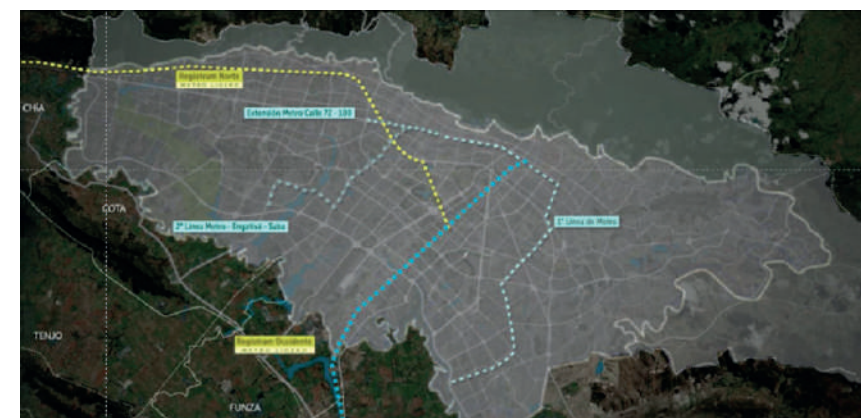 Regiotram Norte
METRO LIGERO
CHÍA
Extensión Metro Calle 72 - 100
COTA
2ª Línea Metro - Engativá - Suba
1ª Línea de Metro
TENJO
Regiotram Occidente
METRO LIGERO
FUNZA